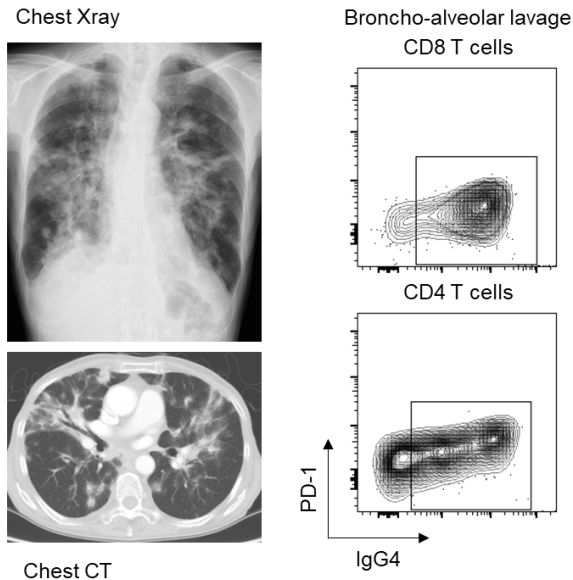 Chest Xray
Chest CT
Broncho-alveolar lavage
CD8 T cells
CD4 T cells
PD-1
IgG4